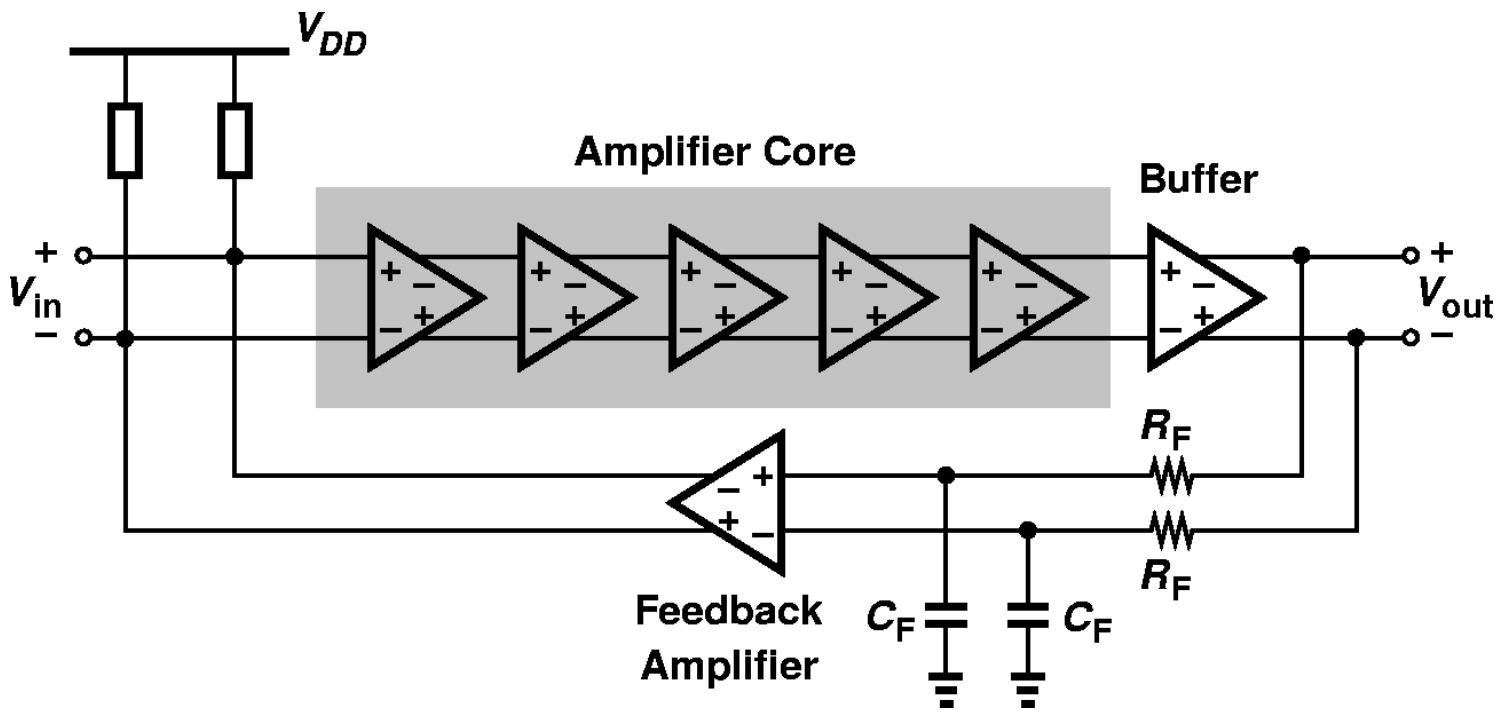 VDD
Amplifier Core
Buffer
+ + + + + + + +
Vin − − − − − − Vout
+ + + + + +
− − − − − − − −
RF
− +
+ −
RF
Feedback
Amplifier
CF CF